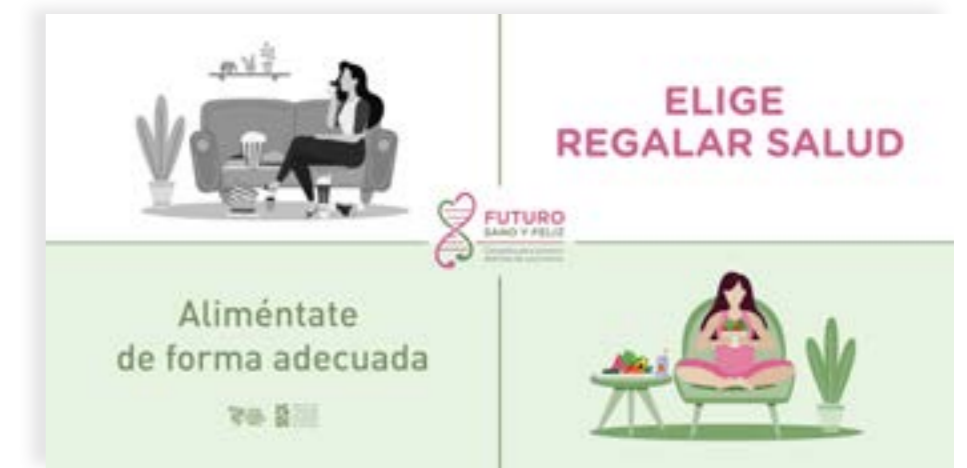 ELIGE
REGALAR SALUD
FUTURO
SANO Y FELIZ
Aliméntate
de forma adecuada